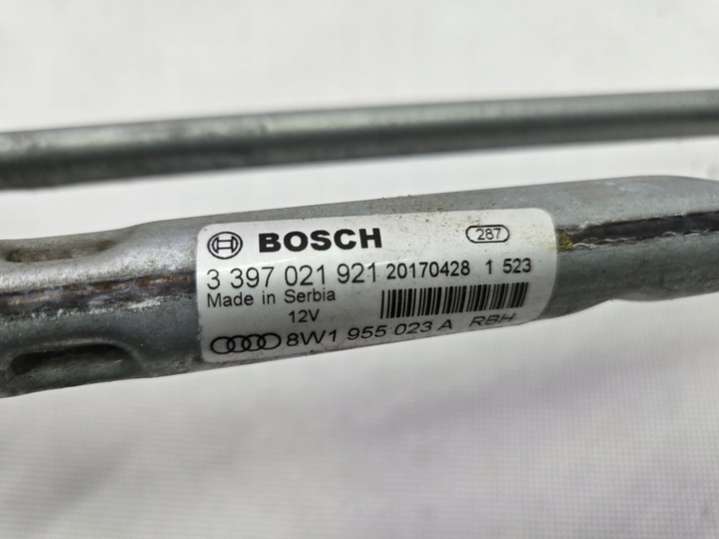 BOSCH 287
3 397 021 921 20170428 1 523
Made in Serbia
12V
8W1 955 023 A RBH